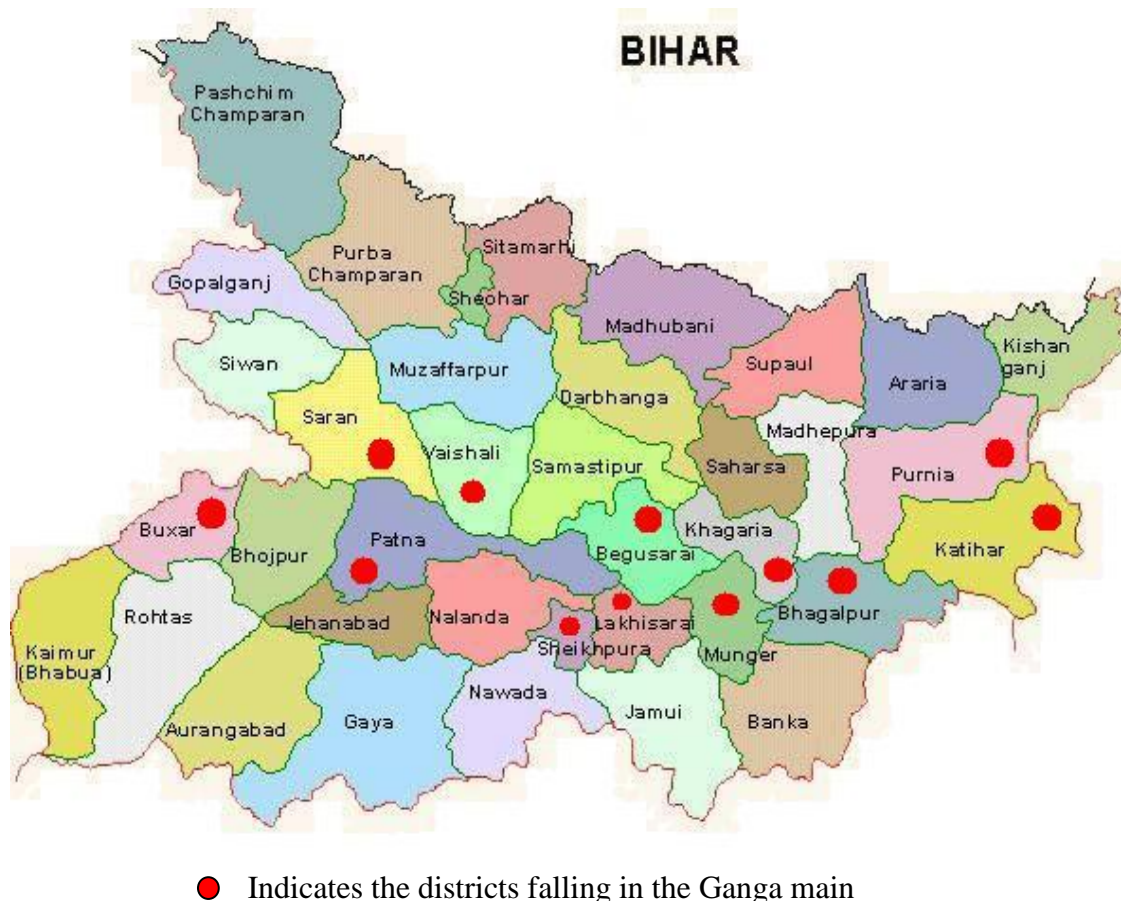 BIHAR
Pashchim
Champaran
Purba
Champaran
Sitamarhi
Gopalganj
Sheohar
Madhubani
Siwan
Muzaffarpur
Supaul
Kishan
ganj
Araria
Darbhanga
Saran
Madhepura
Vaishali
Samastipur
Saharsa
Purnia
Buxar
Bhojpur
Patna
Begusarai
Khagaria
Katihar
Rohtas
Jehanabad
Nalanda
Lakhisarai
Bhagalpur
Sheikhpura
Munger
Kaimur
(Bhabua)
Aurangabad
Gaya
Nawada
Jamui
Banka
Indicates the districts falling in the Ganga main